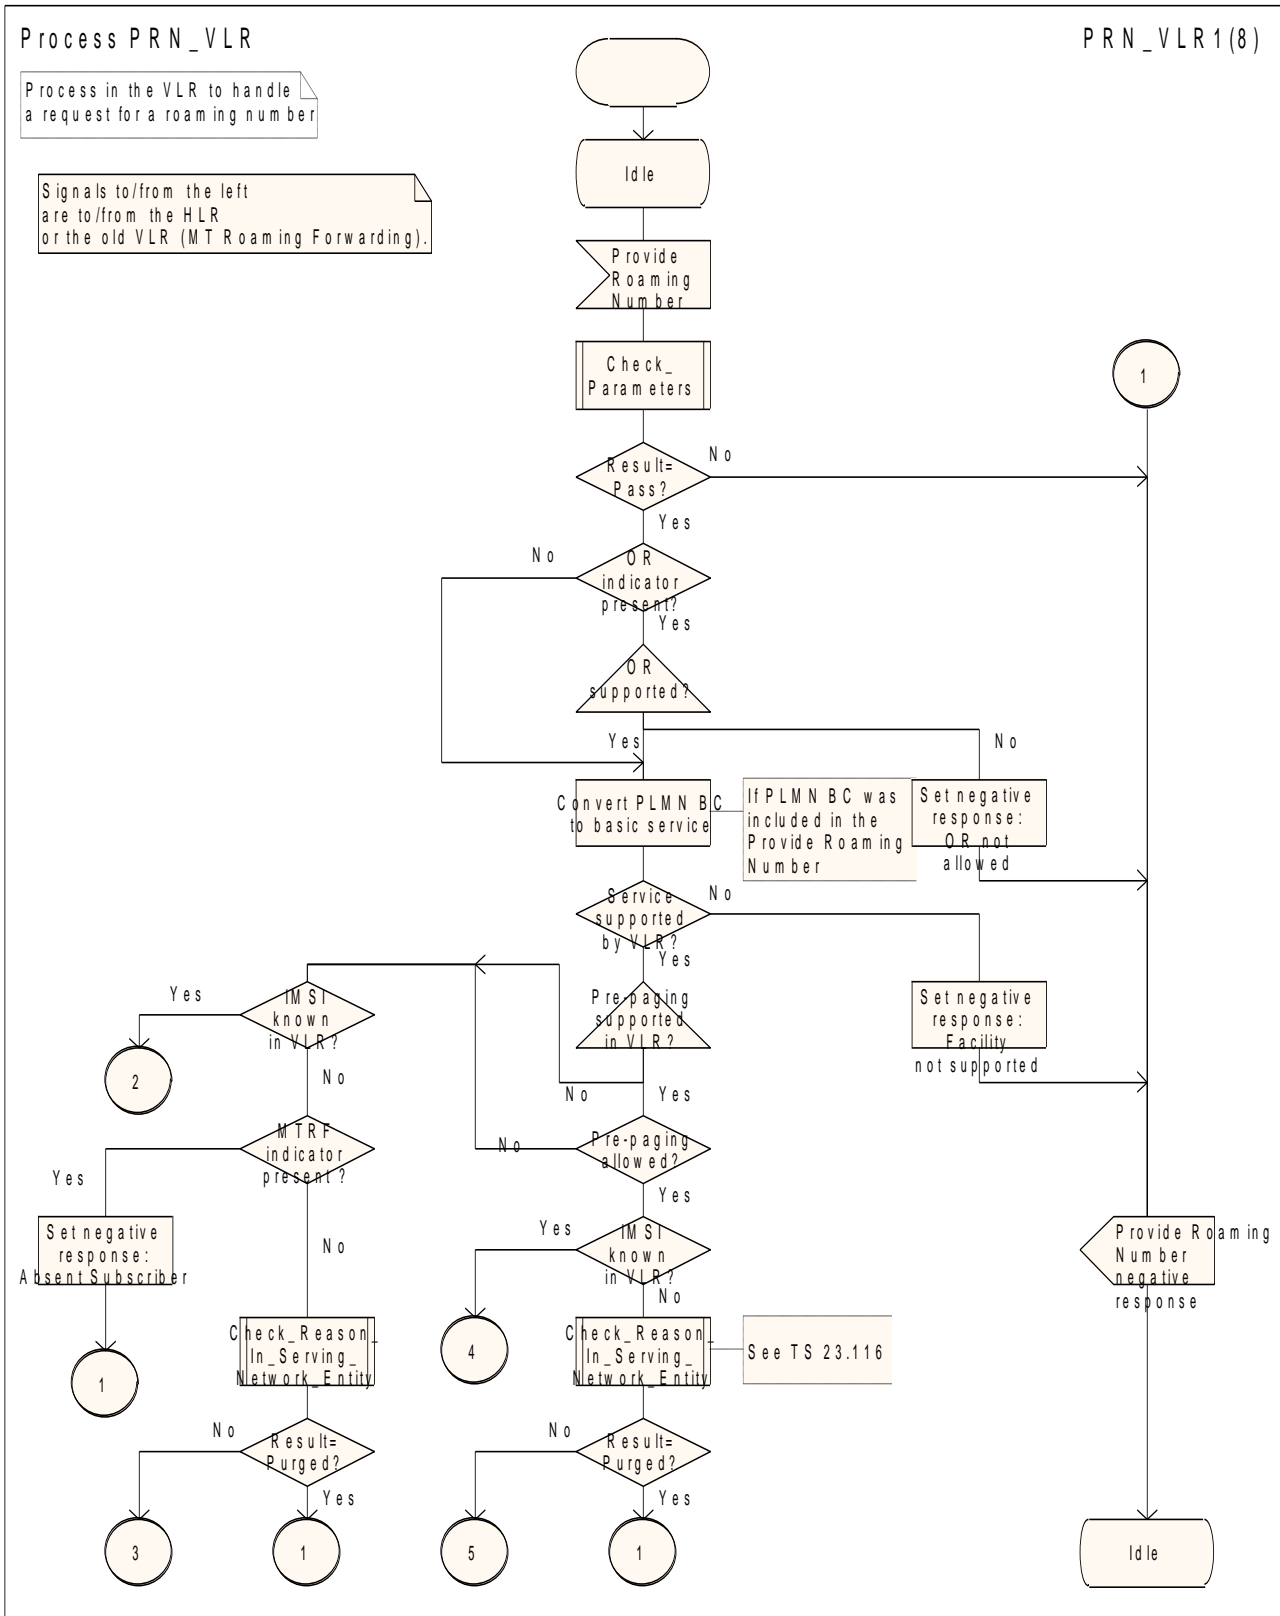 Process PRN_VLR
PRN_VLR1(8)
Process in the VLR to handle
a request for a roaming number
Signals to/from the left
are to/from the HLR
or the old VLR (MT Roaming Forwarding).
Idle
Provide
Roaming
Number
Check_
Parameters
1
Result=
Pass?
No
Yes
OR
indicator
present?
No
Yes
OR
supported?
Yes
No
Convert PLMN BC
to basic service
If PLMN BC was
included in the
Provide Roaming
Number
Set negative
response:
OR not
allowed
Service
supported
by VLR?
No
Yes
Pre-paging
supported
in VLR?
No
Yes
Set negative
response:
Facility
not supported
IMSI
known
in VLR?
Yes
No
2
MTRF
indicator
present ?
Yes
No
Pre-paging
allowed?
No
Yes
Set negative
response:
Absent Subscriber
1
IMSI
known
in VLR?
Yes
No
4
Provide Roaming
Number
negative
response
Check_Reason_
In_Serving_
Network_Entity
Check_Reason_
In_Serving_
Network_Entity
See TS 23.116
Result=
Purged?
No
Yes
Result=
Purged?
No
Yes
3
1
5
1
Idle